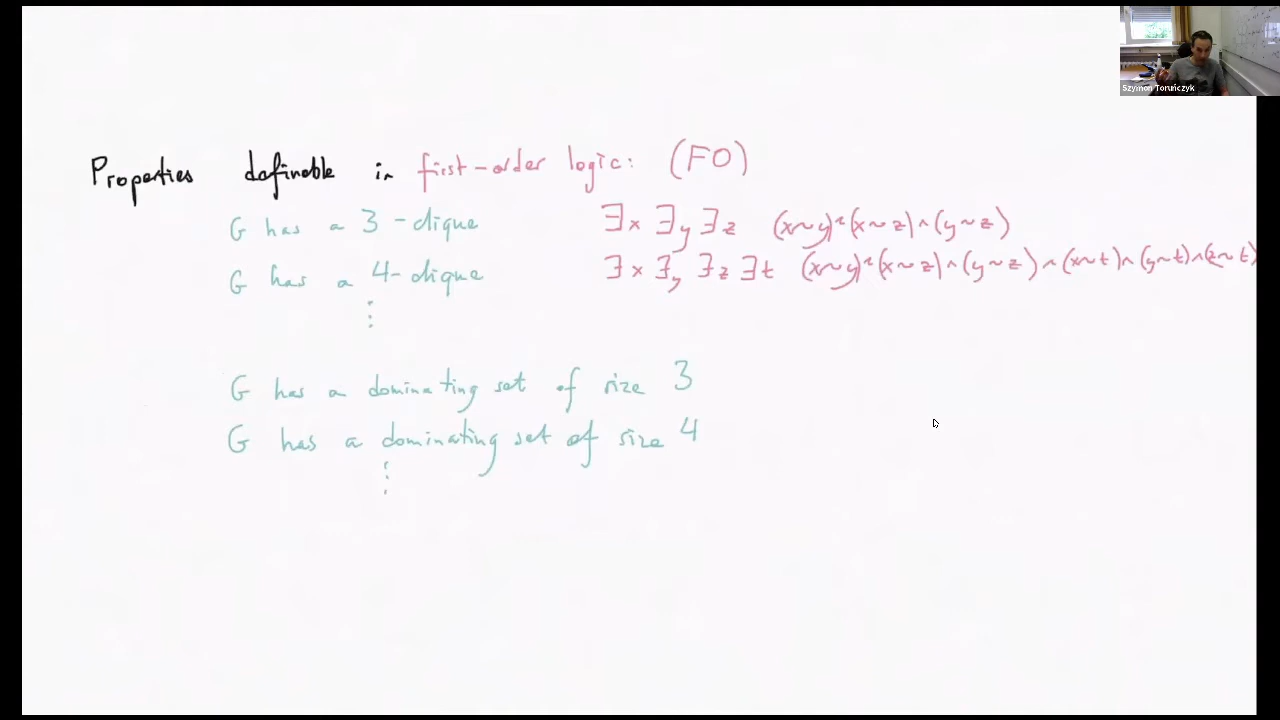 Szymon Toruńczyk
Properties definable in first-order logic: (FO)
G has a 3-clique ∃x ∃y ∃z (x~y)∧(x~z)∧(y~z)
G has a 4-clique ∃x ∃y ∃z ∃t (x~y)∧(x~z)∧(y~z)∧(x~t)∧(y~t)∧(z~t)
⋮
G has a dominating set of size 3
G has a dominating set of size 4
⋮